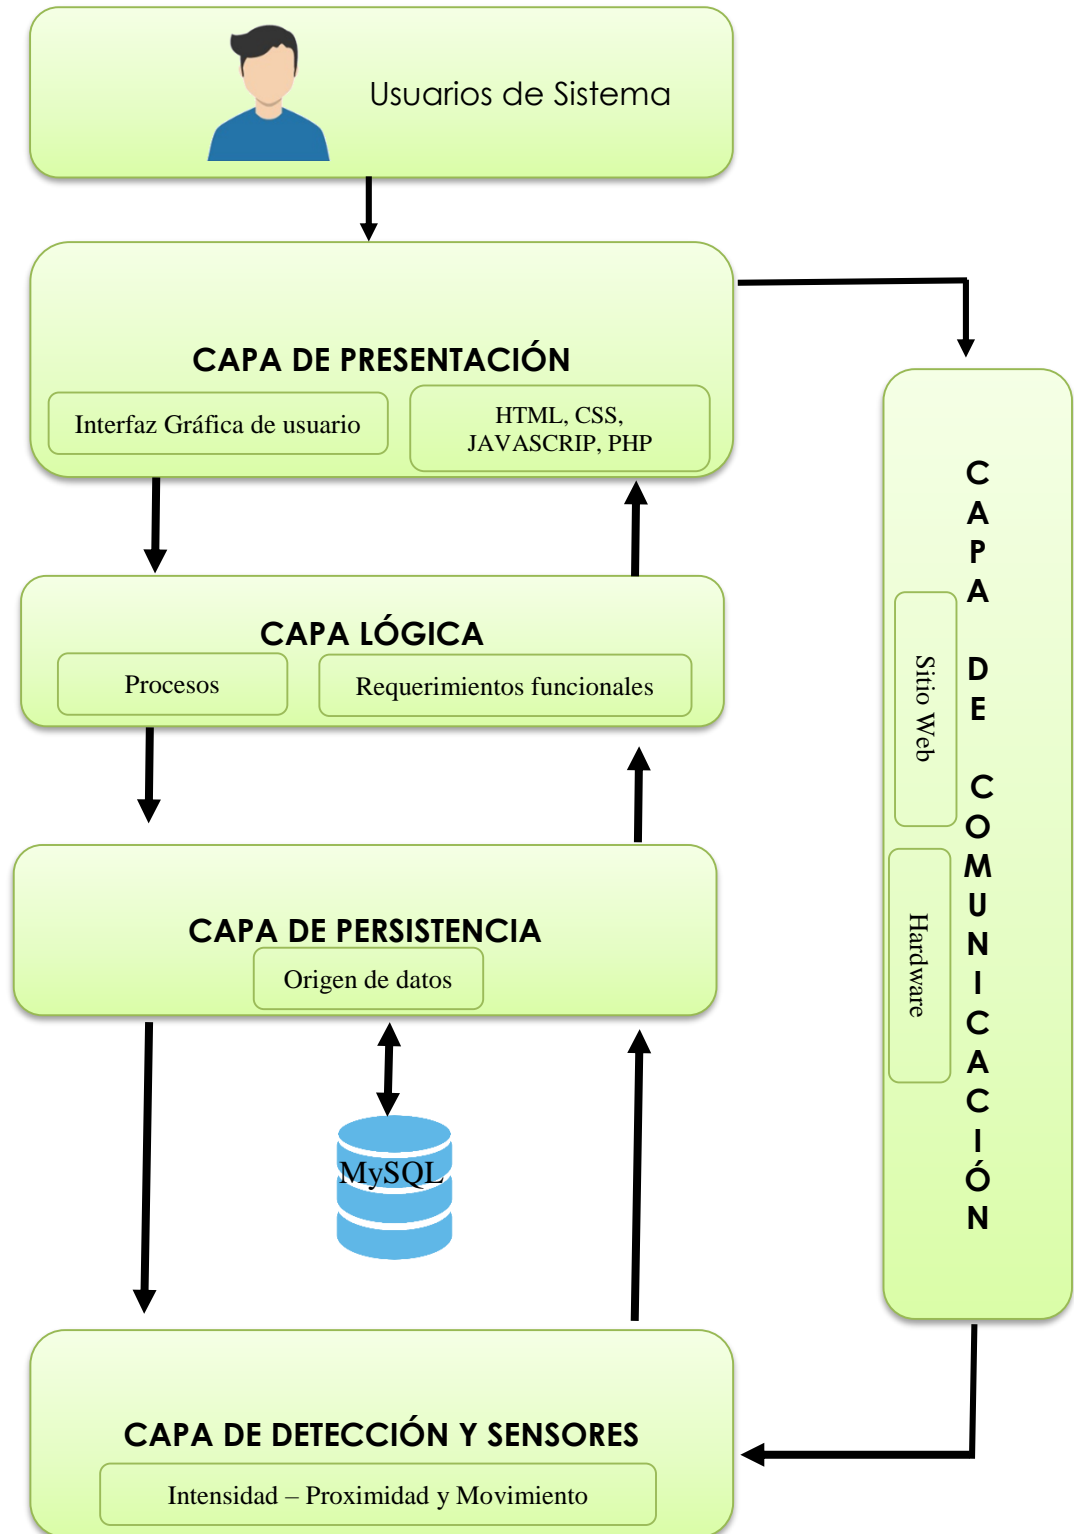 Usuarios de Sistema
CAPA DE PRESENTACIÓN
Interfaz Gráfica de usuario
HTML, CSS,
JAVASCRIP, PHP
CAPA LÓGICA
Procesos
Requerimientos funcionales
CAPA DE PERSISTENCIA
Origen de datos
MySQL
CAPA DE DETECCIÓN Y SENSORES
Intensidad – Proximidad y Movimiento
CAPA DE COMUNICACIÓN
Sitio Web
Hardware